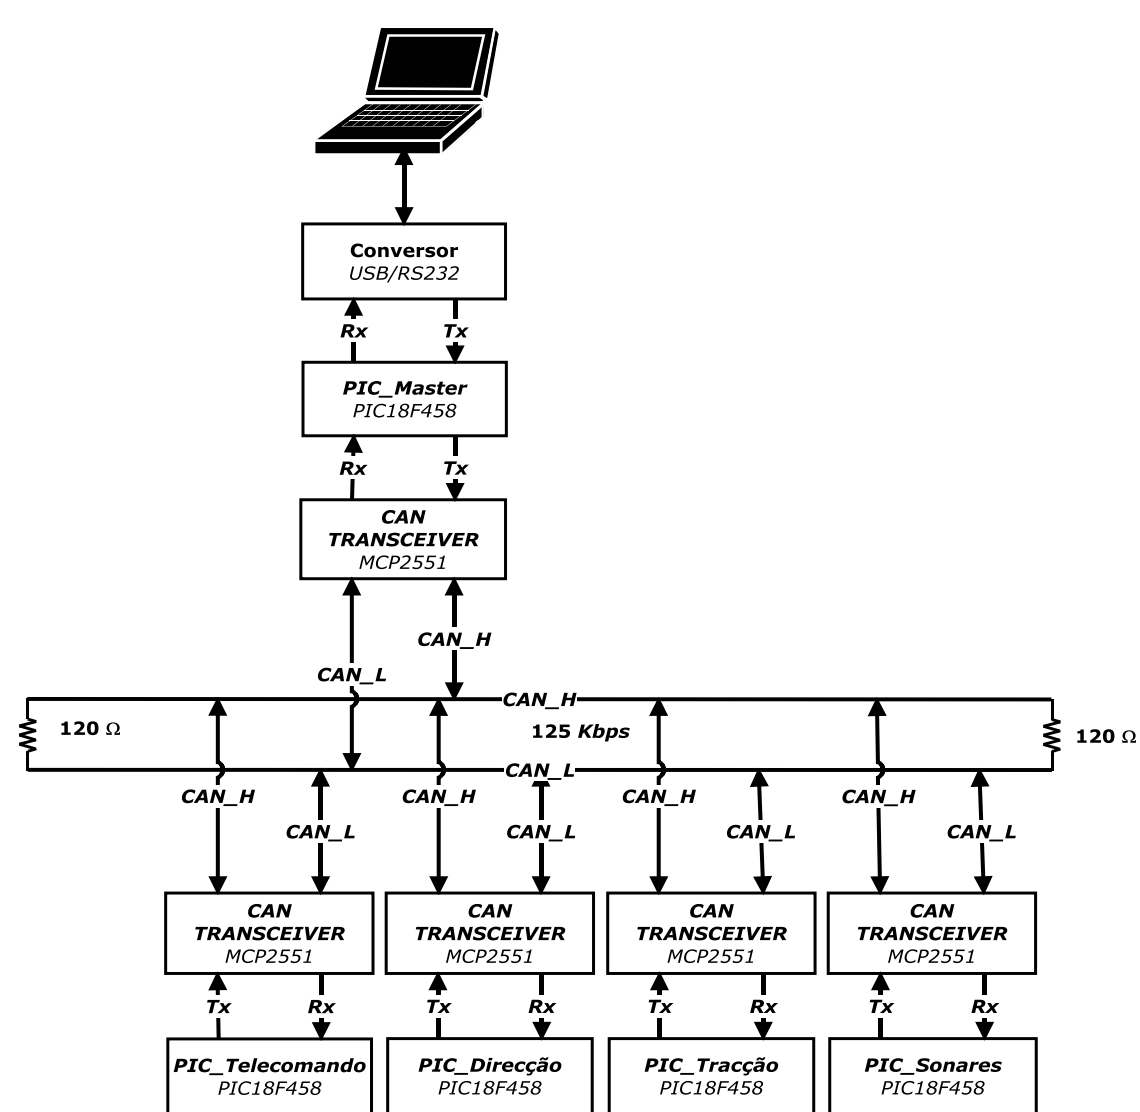 Conversor
USB/RS232
Rx
Tx
PIC_Master
PIC18F458
Rx
Tx
CAN
TRANSCEIVER
MCP2551
CAN_H
CAN_L
CAN_H
120 Ω
125 Kbps
120 Ω
CAN_L
CAN_H
CAN_H
CAN_H
CAN_H
CAN_L
CAN_L
CAN_L
CAN_L
CAN
TRANSCEIVER
MCP2551
CAN
TRANSCEIVER
MCP2551
CAN
TRANSCEIVER
MCP2551
CAN
TRANSCEIVER
MCP2551
Tx
Rx
Tx
Rx
Tx
Rx
Tx
Rx
PIC_Telecomando
PIC18F458
PIC_Direcção
PIC18F458
PIC_Tracção
PIC18F458
PIC_Sonares
PIC18F458